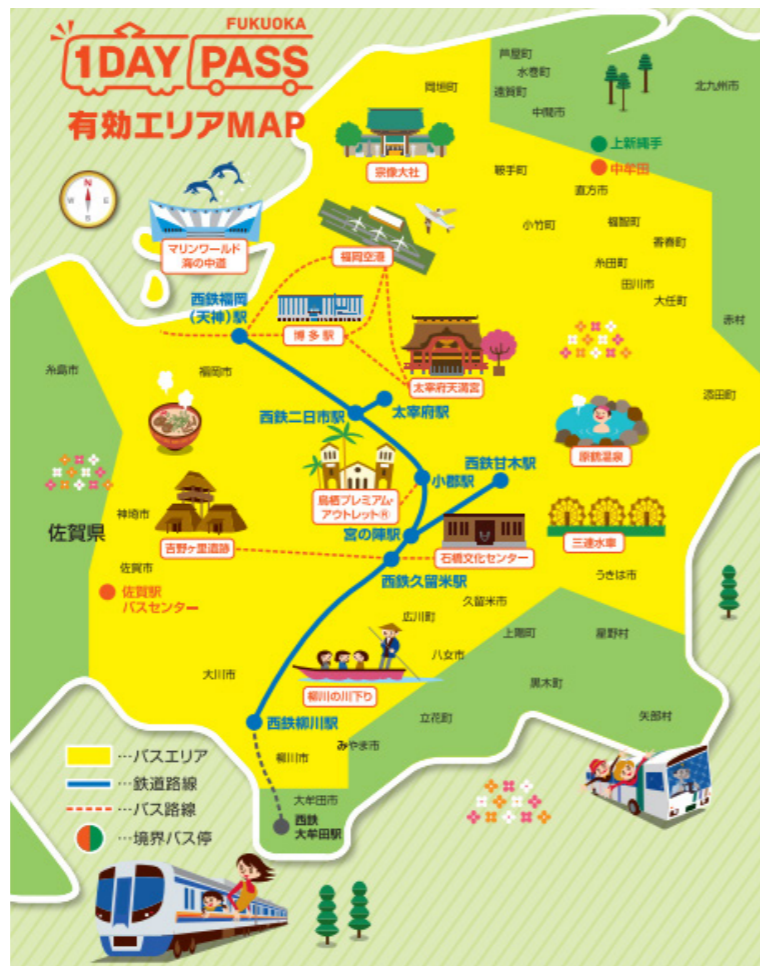 FUKUOKA
1DAY PASS
有効エリアMAP
芦屋町
水巻町
遠賀町
中間市
岡垣町
北九州市
上新縄手
中牟田
宗像大社
鞍手町
直方市
小竹町
福智町
香春町
糸田町
田川市
大任町
赤村
添田町
N
W
E
S
マリンワールド
海の中道
福岡空港
西鉄福岡
(天神)駅
博多駅
太宰府天満宮
糸島市
福岡市
西鉄二日市駅
太宰府駅
原鶴温泉
西鉄甘木駅
小郡駅
鳥栖プレミアム・
アウトレット®
神埼市
佐賀県
吉野ヶ里遺跡
宮の陣駅
石橋文化センター
三連水車
佐賀市
西鉄久留米駅
うきは市
佐賀駅
バスセンター
久留米市
広川町
上陽町
星野村
八女市
大川市
黒木町
柳川の川下り
立花町
矢部村
西鉄柳川駅
みやま市
柳川市
大牟田市
西鉄
大牟田駅
…バスエリア
…鉄道路線
…バス路線
…境界バス停